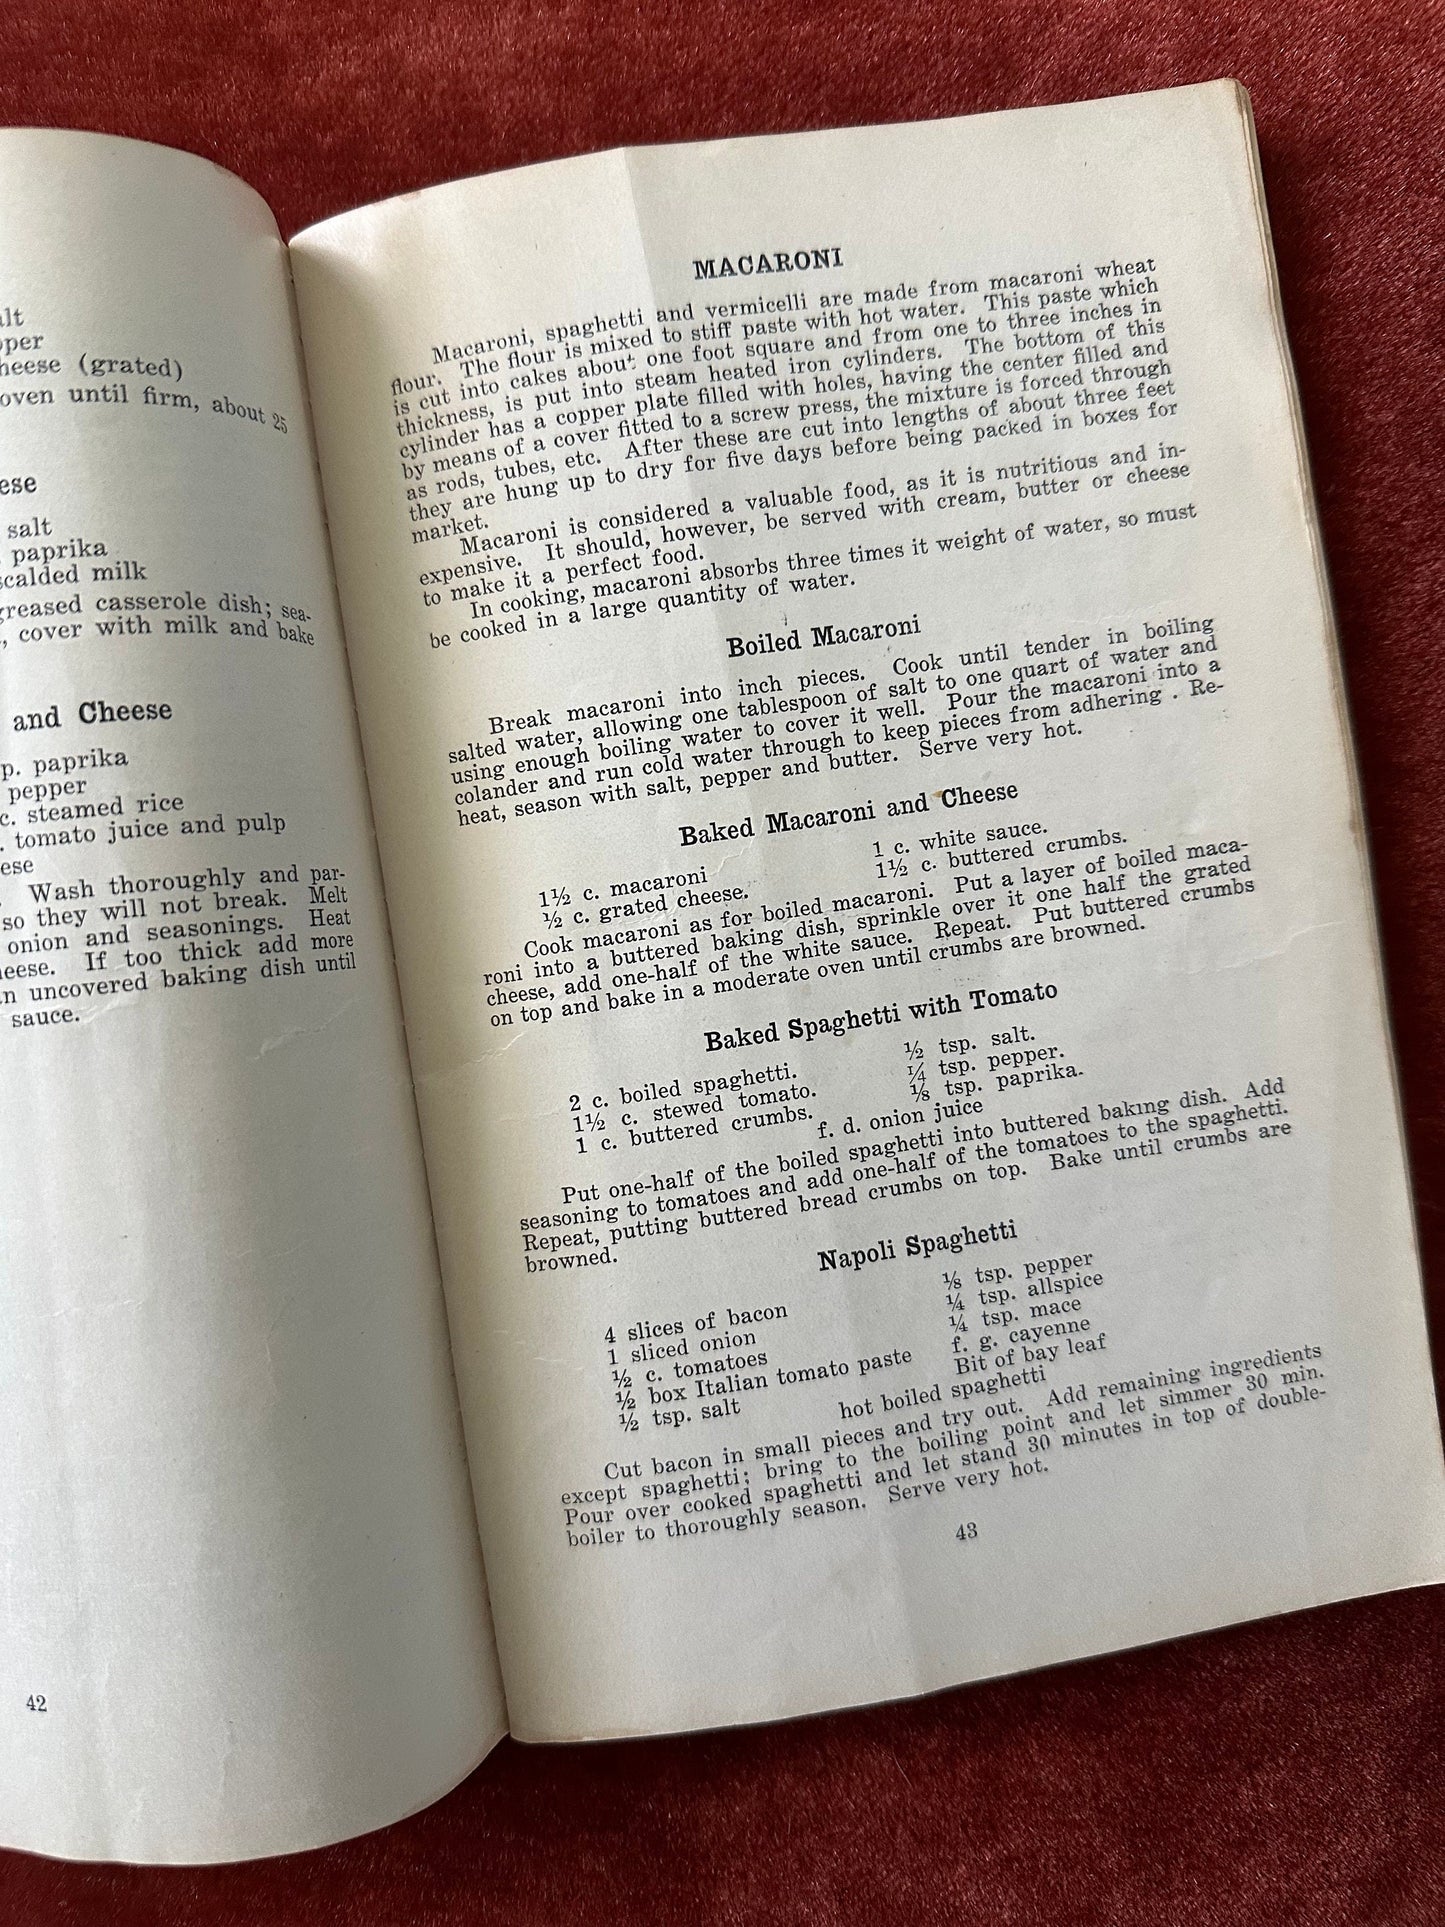 lt
pper
heese (grated)
oven until firm, about 25
ese
salt
paprika
scalded milk
greased casserole dish; sea-
, cover with milk and bake
and Cheese
p. paprika
pepper
c. steamed rice
. tomato juice and pulp
ese
. Wash thoroughly and par-
so they will not break. Melt
onion and seasonings. Heat
heese. If too thick add more
n uncovered baking dish until
sauce.
42
MACARONI
Macaroni, spaghetti and vermicelli are made from macaroni wheat
flour. The flour is mixed to stiff paste with hot water. This paste which
is cut into cakes about one foot square and from one to three inches in
thickness, is put into steam heated iron cylinders. The bottom of this
cylinder has a copper plate filled with holes, having the center filled and
by means of a cover fitted to a screw press, the mixture is forced through
as rods, tubes, etc. After these are cut into lengths of about three feet
they are hung up to dry for five days before being packed in boxes for
market.
Macaroni is considered a valuable food, as it is nutritious and in-
expensive. It should, however, be served with cream, butter or cheese
to make it a perfect food.
In cooking, macaroni absorbs three times it weight of water, so must
be cooked in a large quantity of water.
Boiled Macaroni
Break macaroni into inch pieces. Cook until tender in boiling
salted water, allowing one tablespoon of salt to one quart of water and
using enough boiling water to cover it well. Pour the macaroni into a
colander and run cold water through to keep pieces from adhering . Re-
heat, season with salt, pepper and butter. Serve very hot.
Baked Macaroni and Cheese
1½ c. macaroni
½ c. grated cheese.
1 c. white sauce.
1½ c. buttered crumbs.
Cook macaroni as for boiled macaroni. Put a layer of boiled maca-
roni into a buttered baking dish, sprinkle over it one half the grated
cheese, add one-half of the white sauce. Repeat. Put buttered crumbs
on top and bake in a moderate oven until crumbs are browned.
Baked Spaghetti with Tomato
2 c. boiled spaghetti.
1½ c. stewed tomato.
1 c. buttered crumbs.
½ tsp. salt.
¼ tsp. pepper.
⅛ tsp. paprika.
f. d. onion juice
Put one-half of the boiled spaghetti into buttered baking dish. Add
seasoning to tomatoes and add one-half of the tomatoes to the spaghetti.
Repeat, putting buttered bread crumbs on top. Bake until crumbs are
browned.
Napoli Spaghetti
4 slices of bacon
1 sliced onion
½ c. tomatoes
½ box Italian tomato paste
½ tsp. salt
⅛ tsp. pepper
¼ tsp. allspice
¼ tsp. mace
f. g. cayenne
Bit of bay leaf
hot boiled spaghetti
Cut bacon in small pieces and try out. Add remaining ingredients
except spaghetti; bring to the boiling point and let simmer 30 min.
Pour over cooked spaghetti and let stand 30 minutes in top of double-
boiler to thoroughly season. Serve very hot.
43